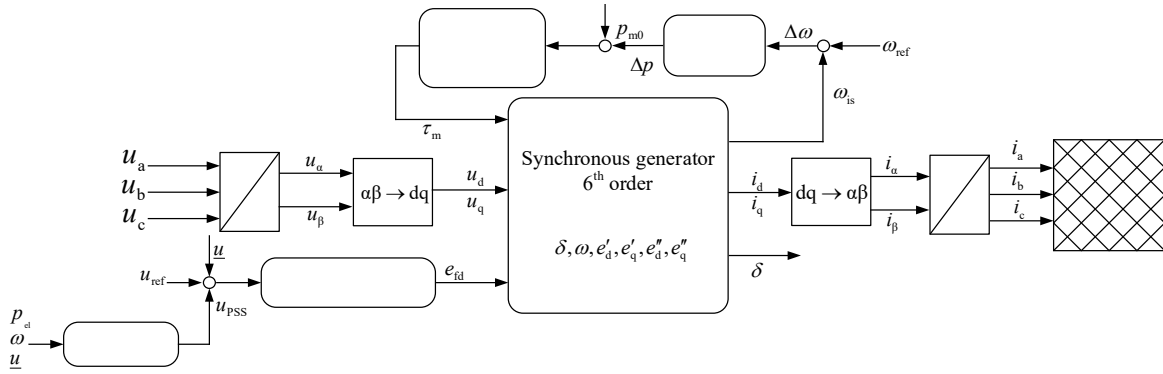 p_m0
Δω
ω_ref
Δp
ω_is
τ_m
u_a
u_α
i_a
Synchronous generator
6th order
i_α
u_b
αβ → dq
u_d
i_d
dq → αβ
i_b
u_q
i_q
u_c
u_β
i_β
i_c
δ, ω, e′_d, e′_q, e″_d, e″_q
u
e_fd
δ
u_ref
u_PSS
p_el
ω
u